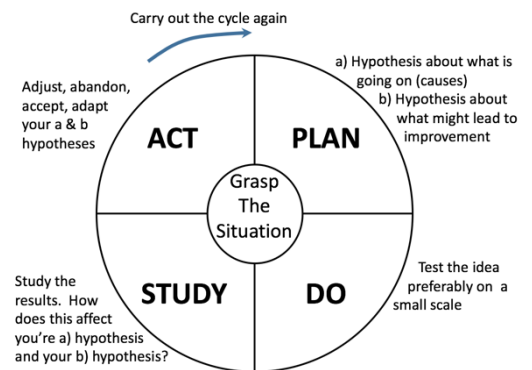 Carry out the cycle again
a) Hypothesis about what is
going on (causes)
b) Hypothesis about
what might lead to
improvement
Adjust, abandon,
accept, adapt
your a & b
hypotheses
ACT
PLAN
Grasp
The
Situation
STUDY
DO
Test the idea
preferably on a
small scale
Study the
results. How
does this affect
you're a) hypothesis
and your b) hypothesis?